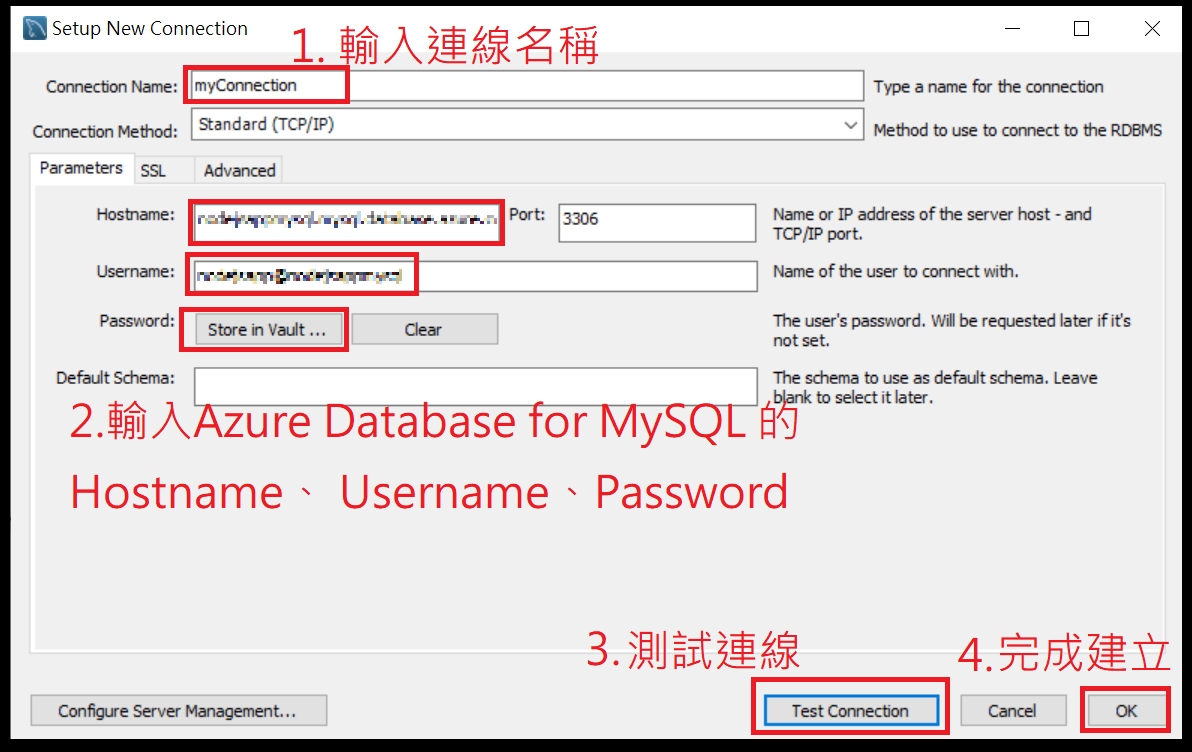 Setup New Connection
1. 輸入連線名稱
Connection Name: myConnection Type a name for the connection
Connection Method: Standard (TCP/IP) Method to use to connect to the RDBMS
Parameters SSL Advanced
Hostname: Port: 3306 Name or IP address of the server host - and
TCP/IP port.
Username: Name of the user to connect with.
Password: Store in Vault ... Clear The user's password. Will be requested later if it's
not set.
Default Schema: The schema to use as default schema. Leave
blank to select it later.
2.輸入Azure Database for MySQL 的
Hostname、 Username、Password
3.測試連線
4.完成建立
Configure Server Management... Test Connection Cancel OK